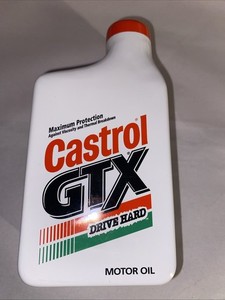 Maximum Protection
Against Viscosity and Thermal Breakdown
Castrol®
GTX
DRIVE HARD
MOTOR OIL